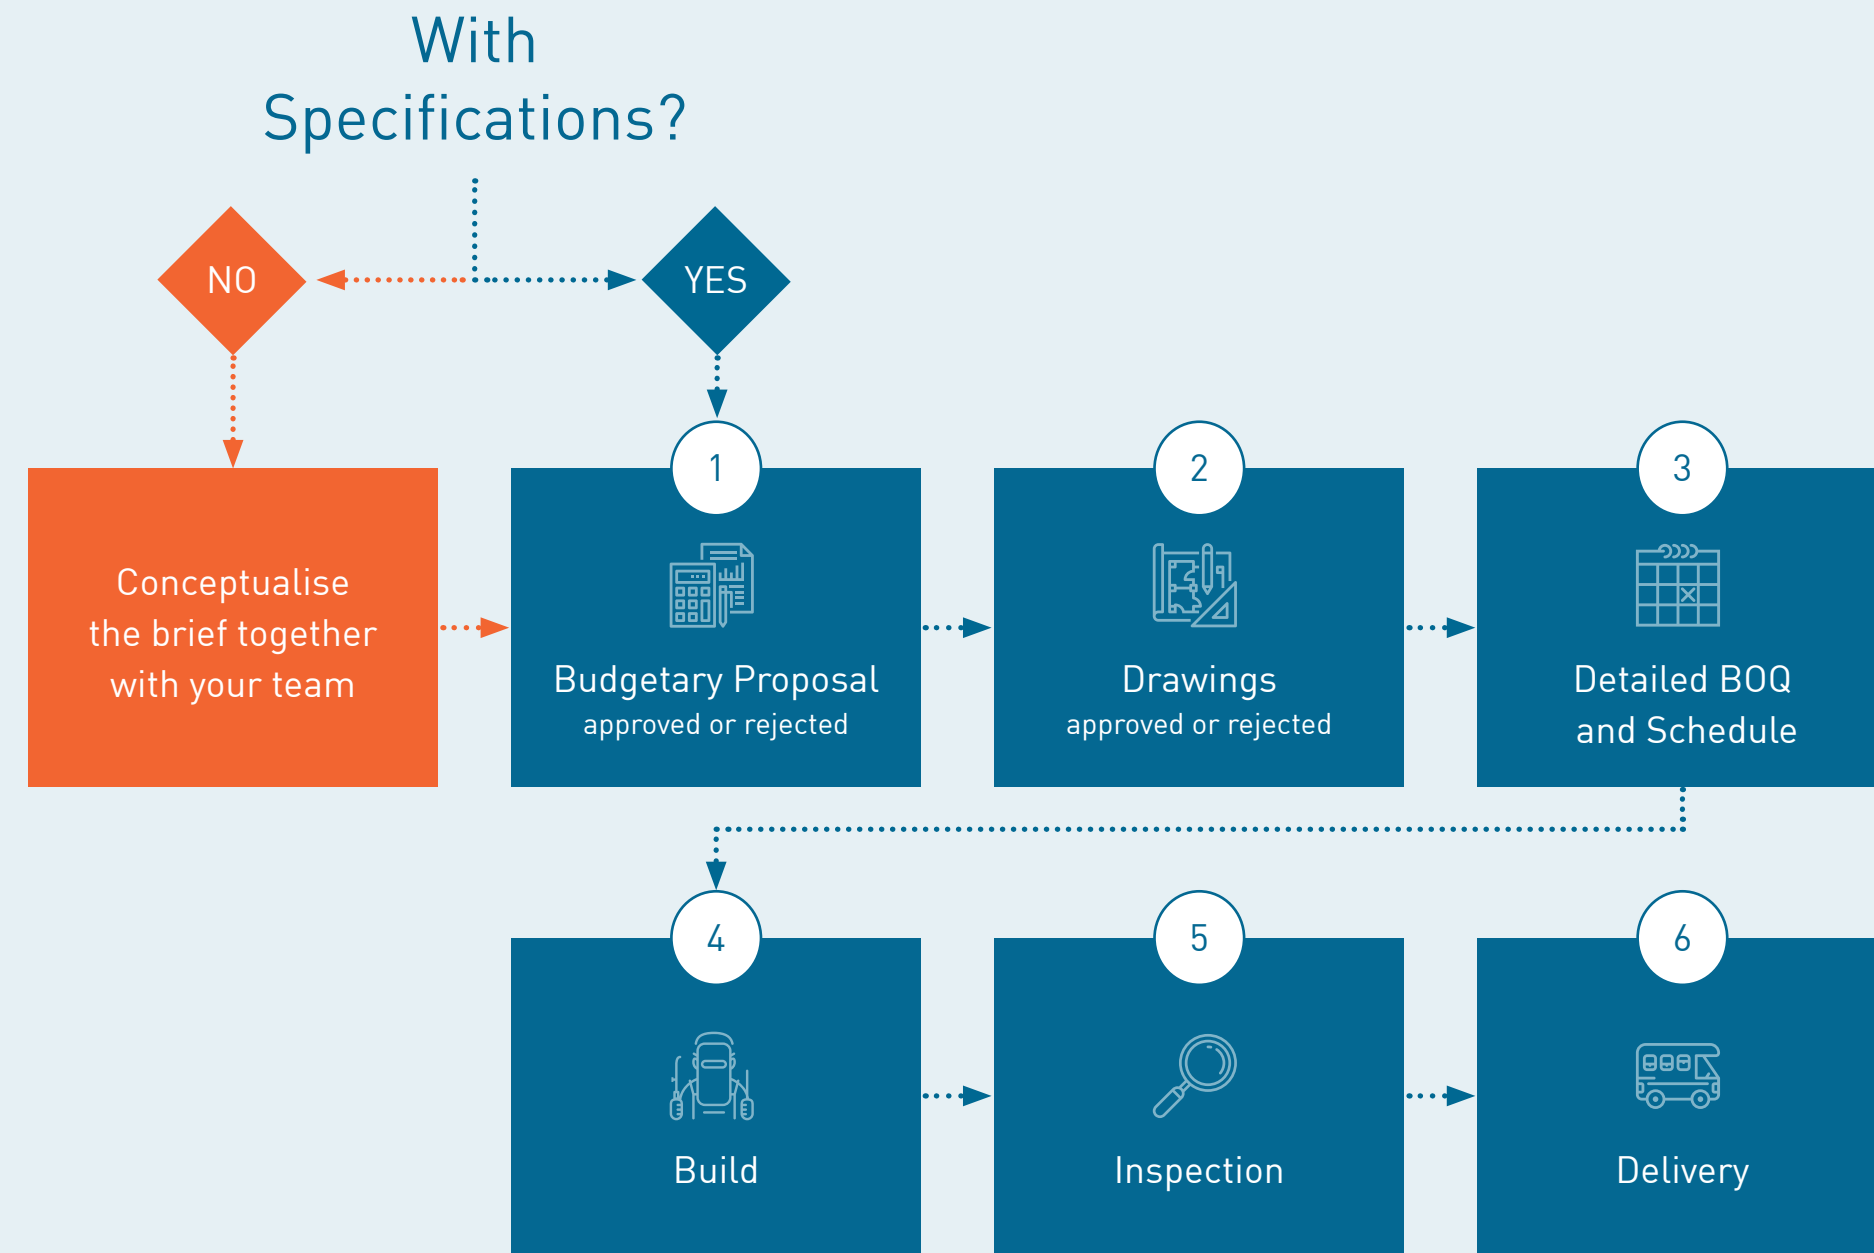 With
Specifications?
NO
YES
Conceptualise
the brief together
with your team
1
Budgetary Proposal
approved or rejected
2
Drawings
approved or rejected
3
Detailed BOQ
and Schedule
4
Build
5
Inspection
6
Delivery